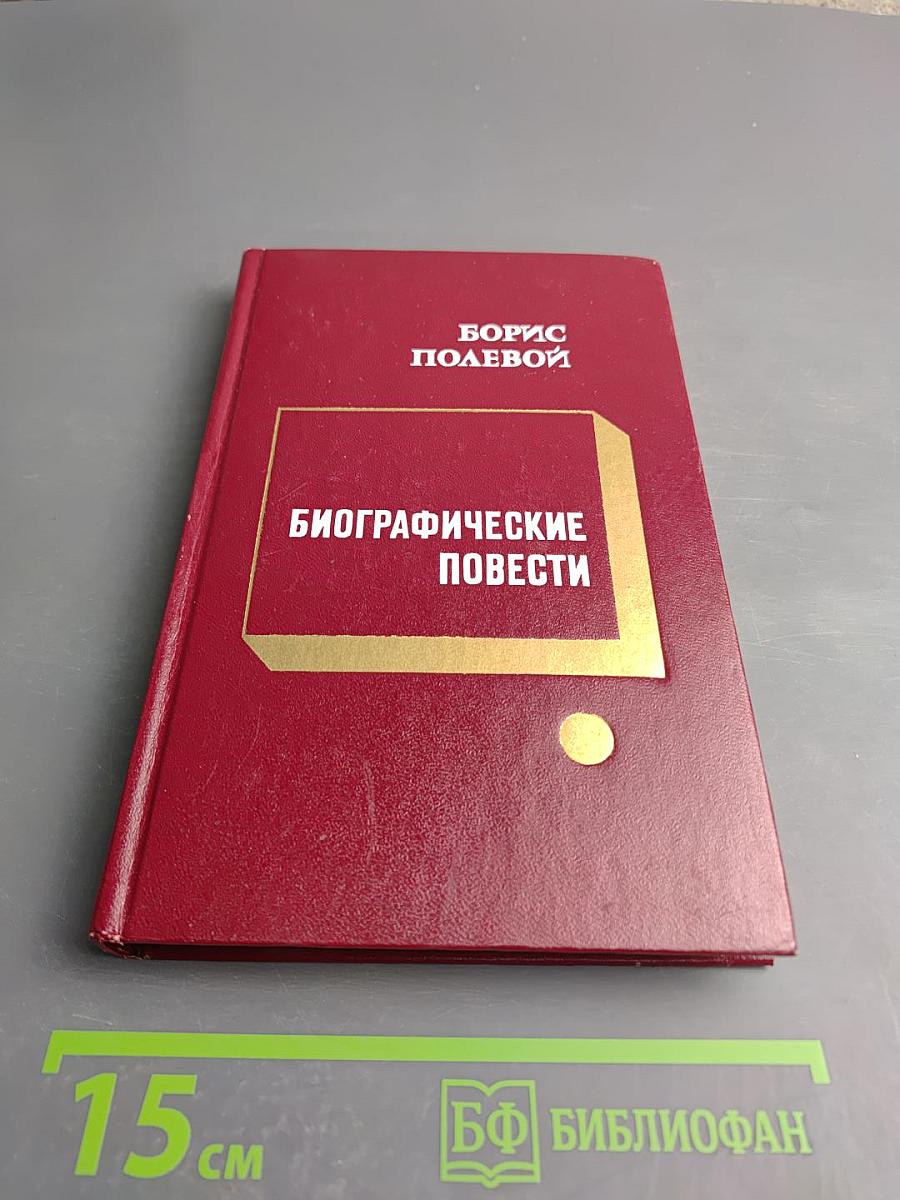 БОРИС
ПОЛЕВОЙ
БИОГРАФИЧЕСКИЕ
ПОВЕСТИ
15 см
БФ БИБЛИОФАН